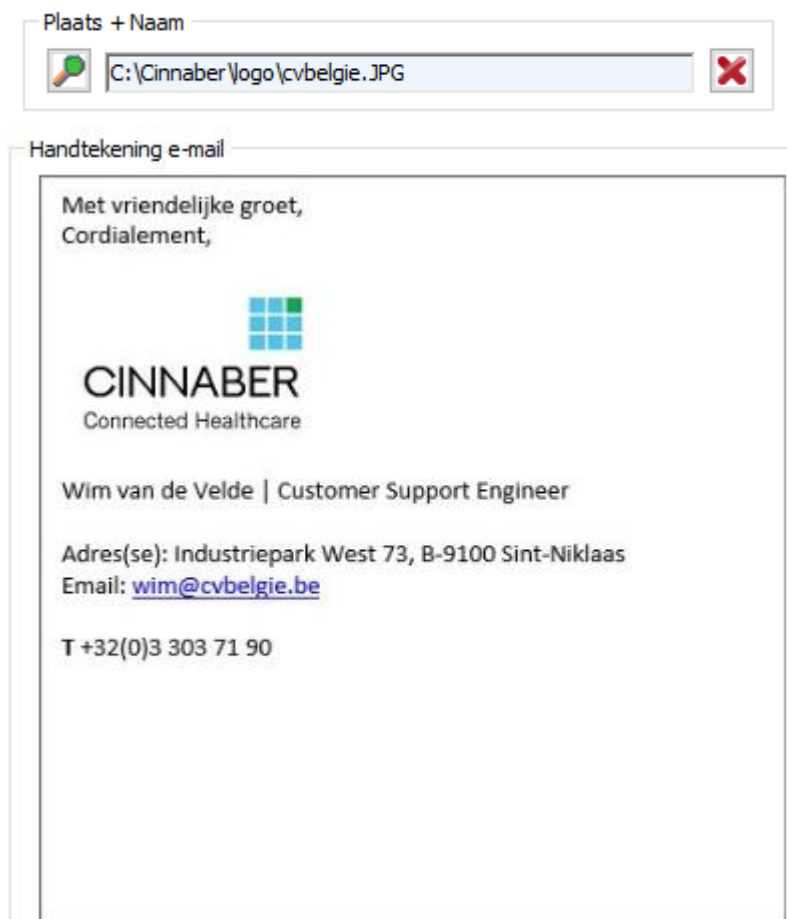 Plaats + Naam
C:\Cinnaber\logo\cvbelgie.JPG
Handtekening e-mail
Met vriendelijke groet,
Cordialement,
CINNABER
Connected Healthcare
Wim van de Velde | Customer Support Engineer
Adres(se): Industriepark West 73, B-9100 Sint-Niklaas
Email: wim@cvbelgie.be
T +32(0)3 303 71 90